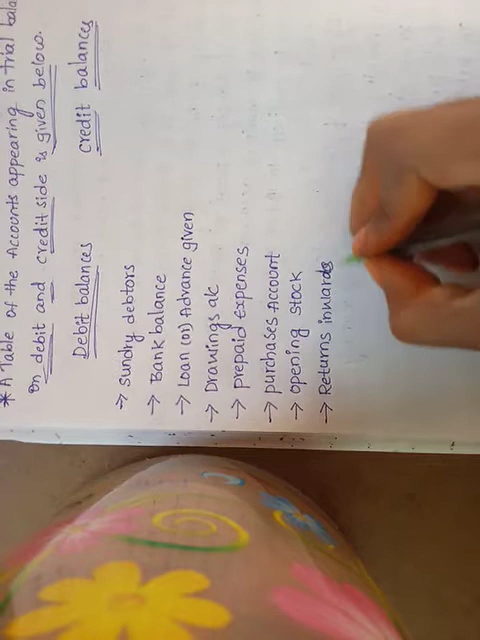 * A Table of the Accounts appearing in trial
on debit and credit side is given below.
Debit balances credit balances
→ Sundry debtors
→ Bank balance
→ Loan (or) Advance given
→ Drawings a/c
→ prepaid expenses
→ purchases Account
→ opening stock
→ Returns inwards